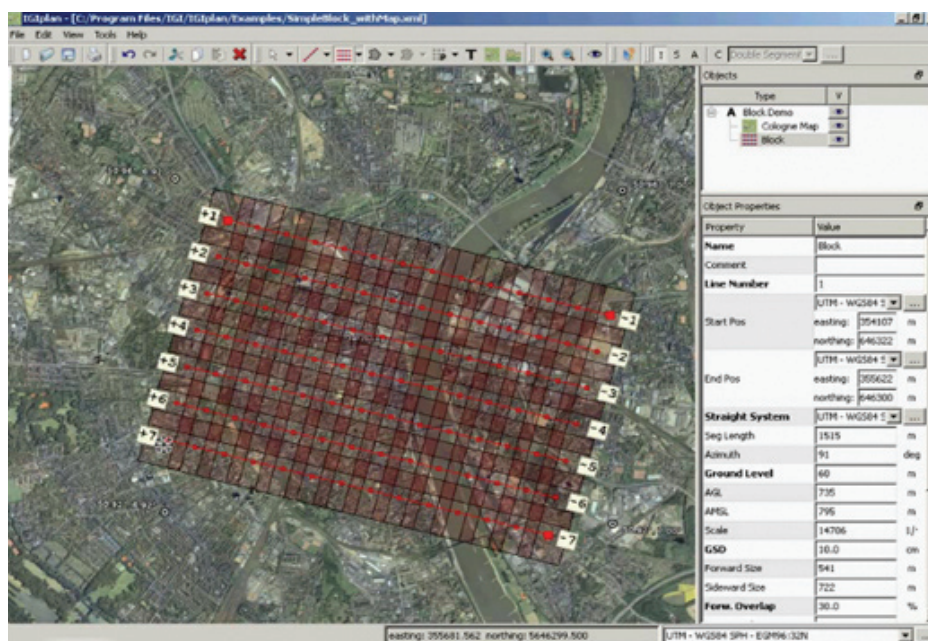 IGIplan - [C:/Program Files/IGI/IGIplan/Examples/SimpleBlock_withMap.xml]
File Edit View Tools Help
T I S A C Double Segment ...
Objects
Type V
A Block Demo
Cologne Map
Block
Object Properties
Property Value
Name Block
Comment
Line Number 1
UTM - WGS84 S ...
Start Pos easting: 354107 m
northing: 646322 m
UTM - WGS84 S ...
End Pos easting: 355622 m
northing: 646300 m
Straight System UTM - WGS84 S ...
Seg Length 1515 m
Azimuth 91 deg
Ground Level 60 m
AGL 735 m
AMSL 795 m
Scale 14706 1/-
GSD 10.0 cm
Forward Size 541 m
Sideward Size 722 m
Forw. Overlap 30.0 %
+1
+2
+3
+4
+5
+6
+7
-1
-2
-3
-4
-5
-6
-7
easting: 355681.562 northing: 5646299.500 UTM - WGS84 SPH - EGM96:32N